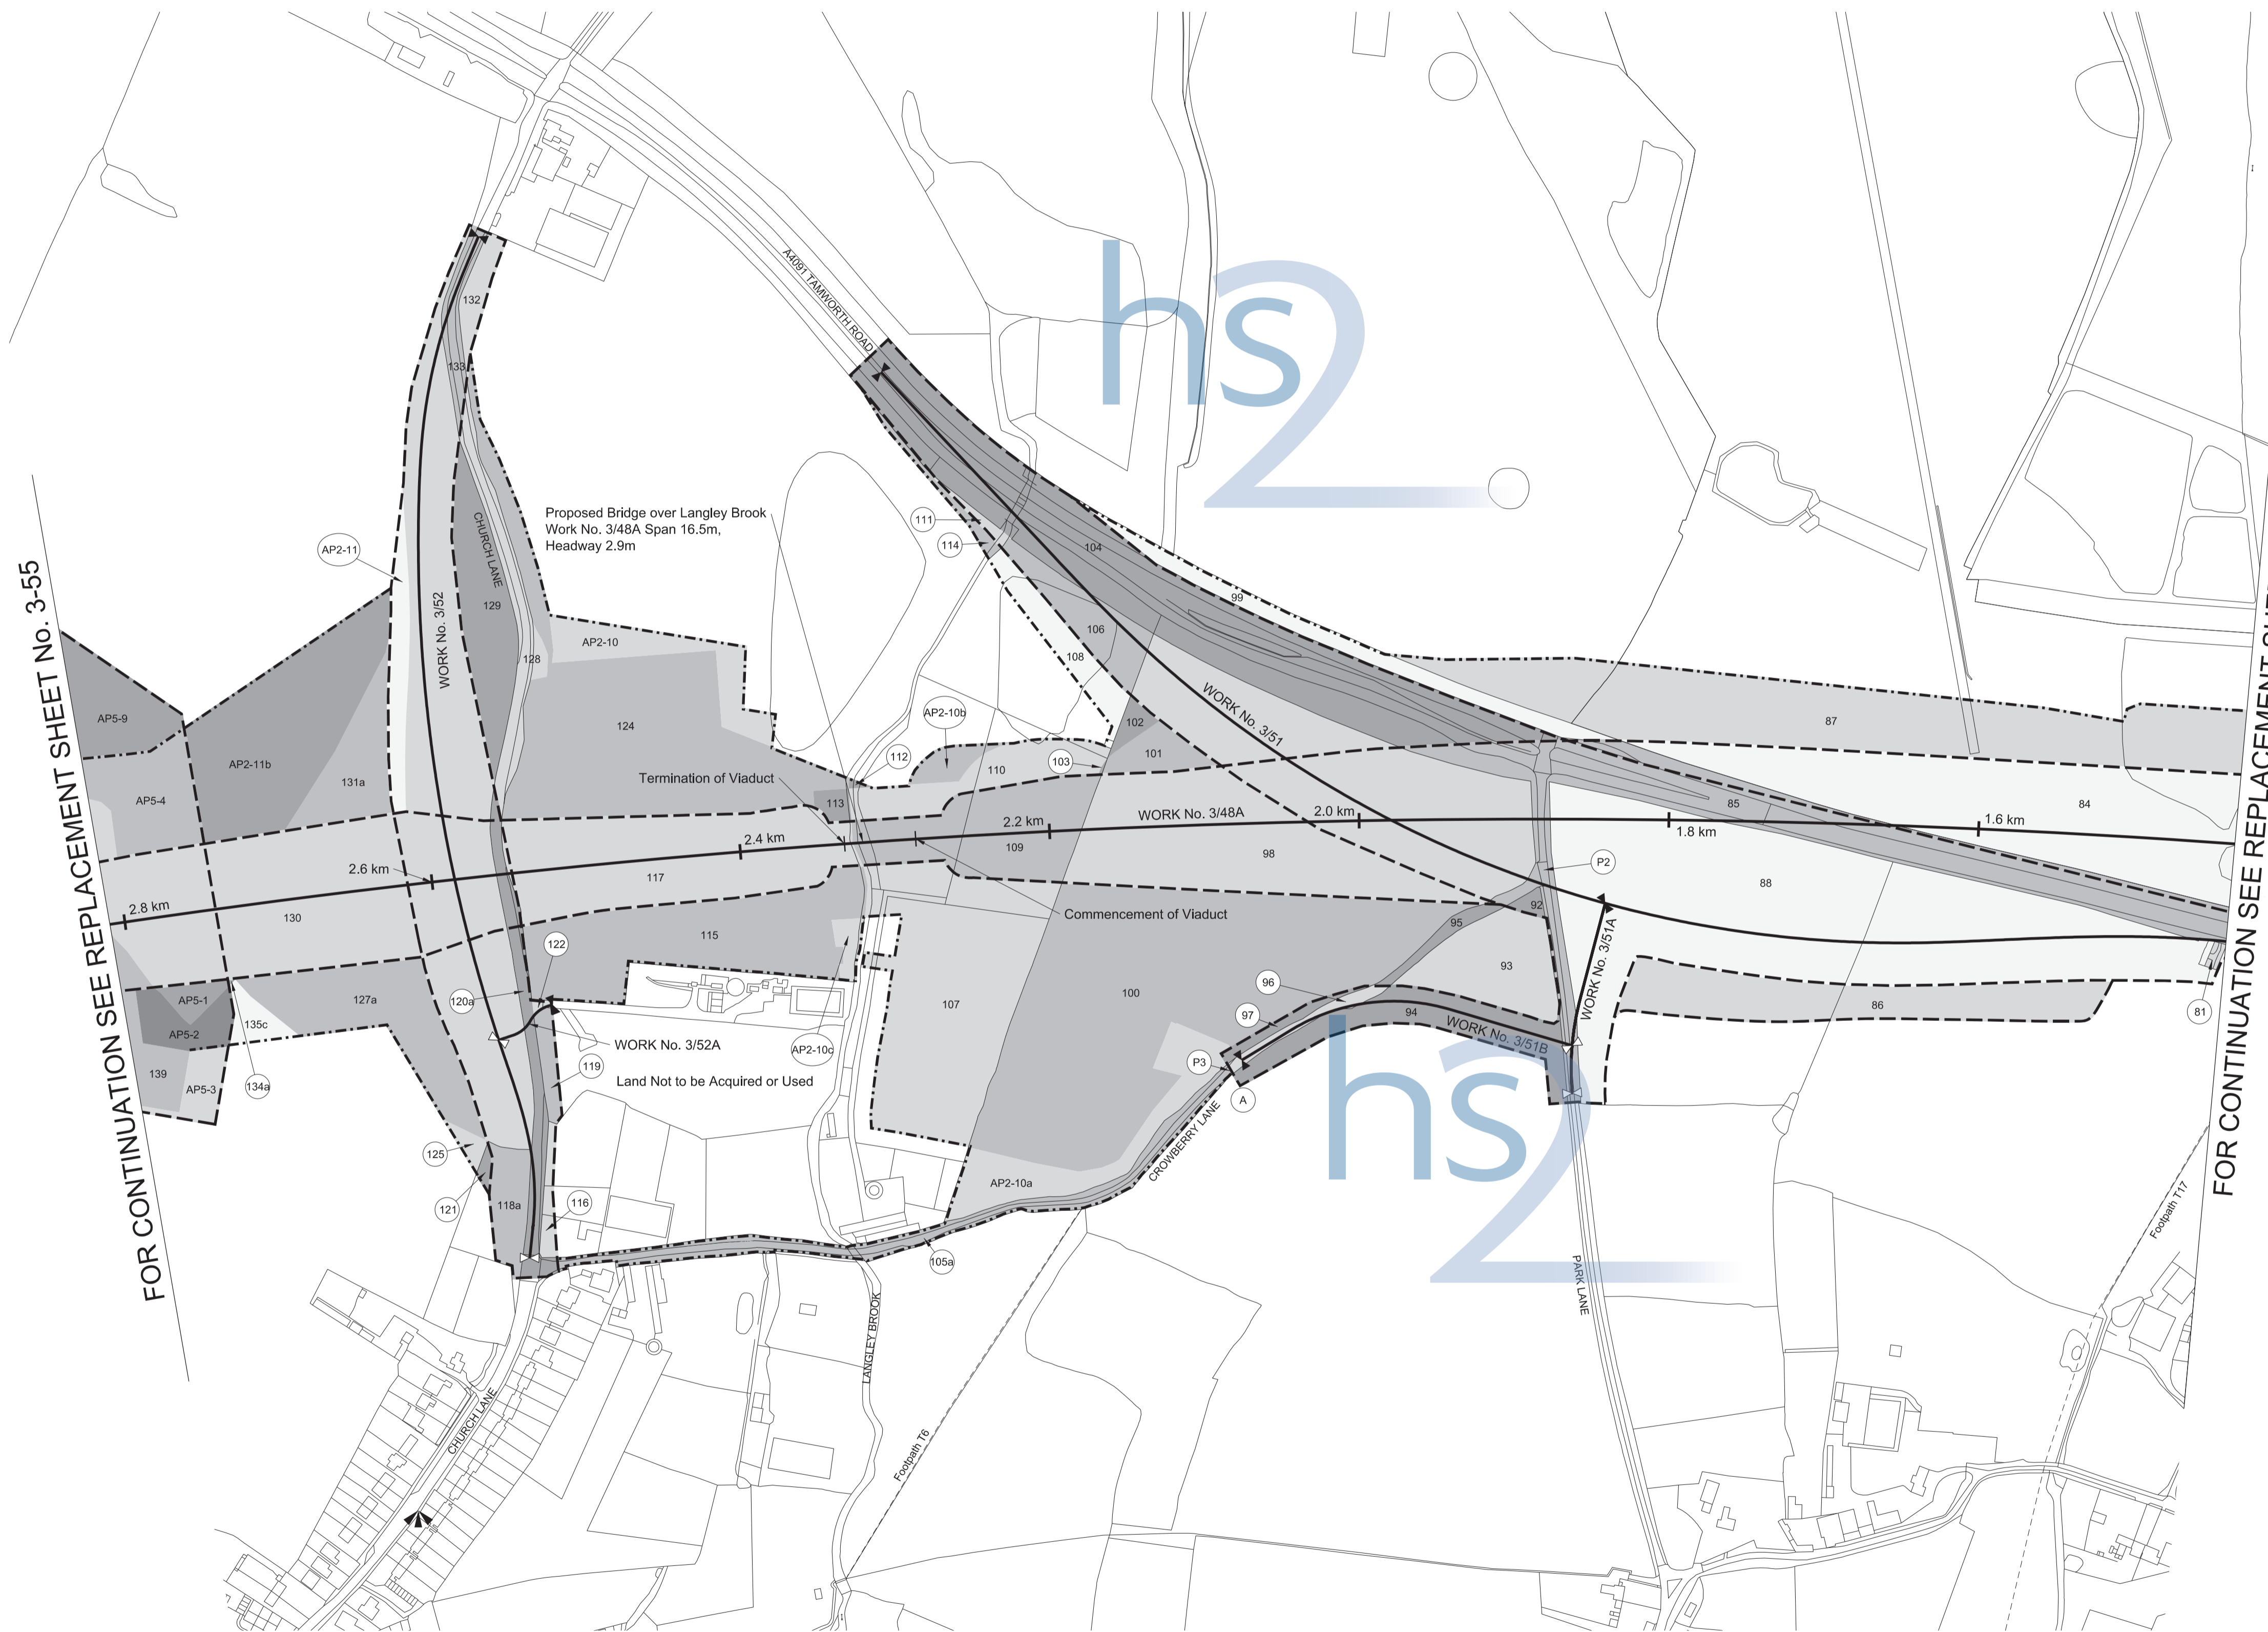 A4091 TAMWORTH ROAD
hs2
132
133
Proposed Bridge over Langley Brook
Work No. 3/48A Span 16.5m,
Headway 2.9m
111
114
104
AP2-11
CHURCH LANE
WORK No. 3/52
129
99
128
AP2-10
106
108
FOR CONTINUATION SEE REPLACEMENT SHEET No. 3-55
AP5-9
AP2-11b
131a
124
AP2-10b
102
101
103
WORK No. 3/51
87
112
Termination of Viaduct
110
AP5-4
113
2.2 km
WORK No. 3/48A
2.0 km
1.8 km
85
84
1.6 km
2.4 km
109
98
P2
2.6 km
117
88
2.8 km
130
Commencement of Viaduct
92
95
115
122
93
WORK No. 3/51A
96
AP5-1
127a
120a
107
100
97
94
WORK No. 3/51B
86
81
AP5-2
135c
WORK No. 3/52A
AP2-10c
P3
139
AP5-3
134a
119
Land Not to be Acquired or Used
A
CROWBERRY LANE
125
AP2-10a
121
118a
116
105a
hs2
PARK LANE
Footpath T17
LANGLEY BROOK
CHURCH LANE
Footpath T6
FOR CONTINUATION SEE REPLACEMENT